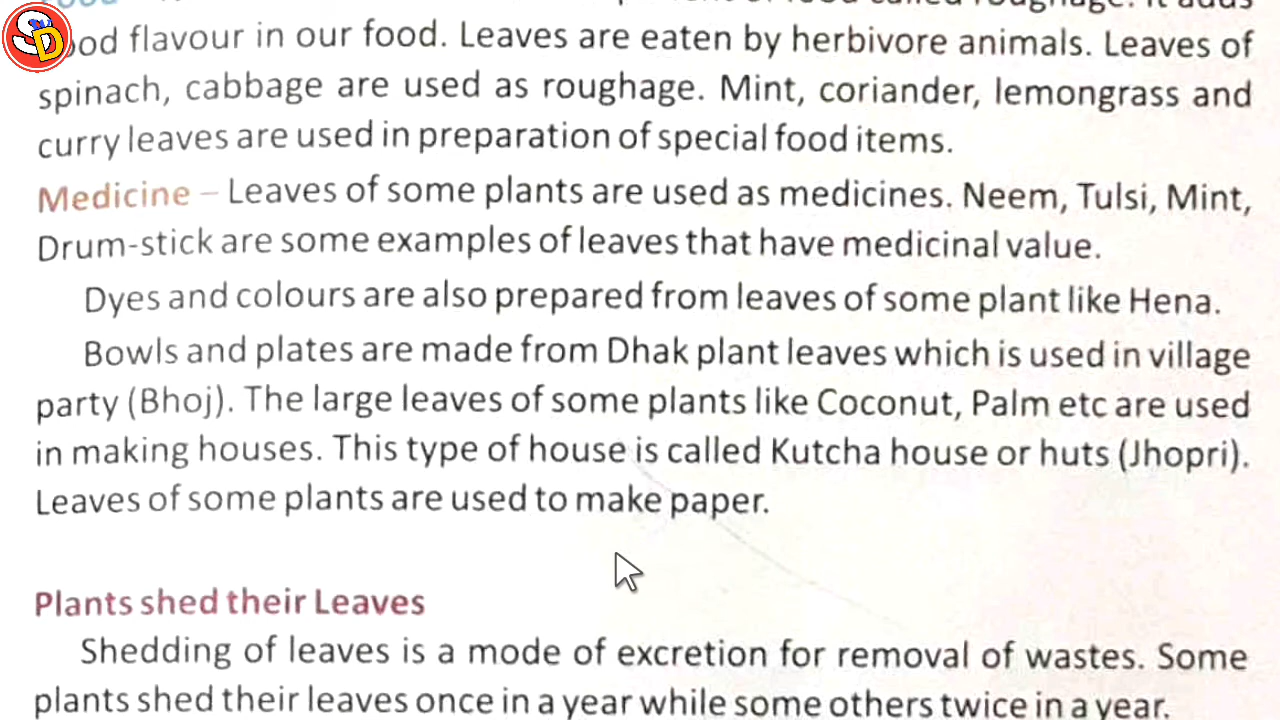 SD
good flavour in our food. Leaves are eaten by herbivore animals. Leaves of
spinach, cabbage are used as roughage. Mint, coriander, lemongrass and
curry leaves are used in preparation of special food items.
Medicine – Leaves of some plants are used as medicines. Neem, Tulsi, Mint,
Drum-stick are some examples of leaves that have medicinal value.
Dyes and colours are also prepared from leaves of some plant like Hena.
Bowls and plates are made from Dhak plant leaves which is used in village
party (Bhoj). The large leaves of some plants like Coconut, Palm etc are used
in making houses. This type of house is called Kutcha house or huts (Jhopri).
Leaves of some plants are used to make paper.
Plants shed their Leaves
Shedding of leaves is a mode of excretion for removal of wastes. Some
plants shed their leaves once in a year while some others twice in a year.